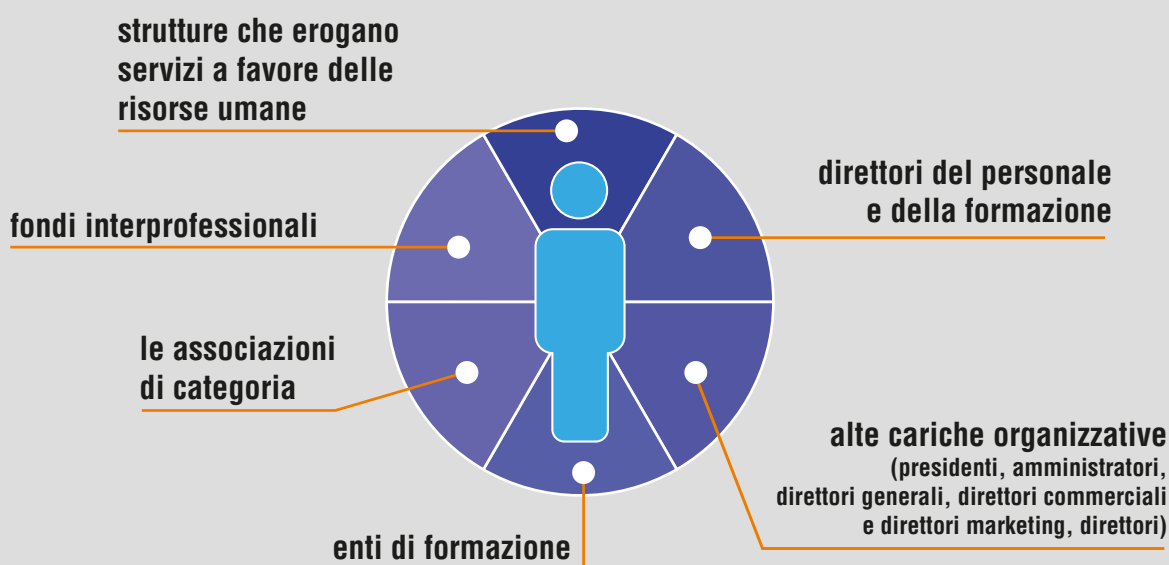 strutture che erogano
servizi a favore delle
risorse umane
direttori del personale
e della formazione
fondi interprofessionali
le associazioni
di categoria
alte cariche organizzative
(presidenti, amministratori,
direttori generali, direttori commerciali
e direttori marketing, direttori)
enti di formazione